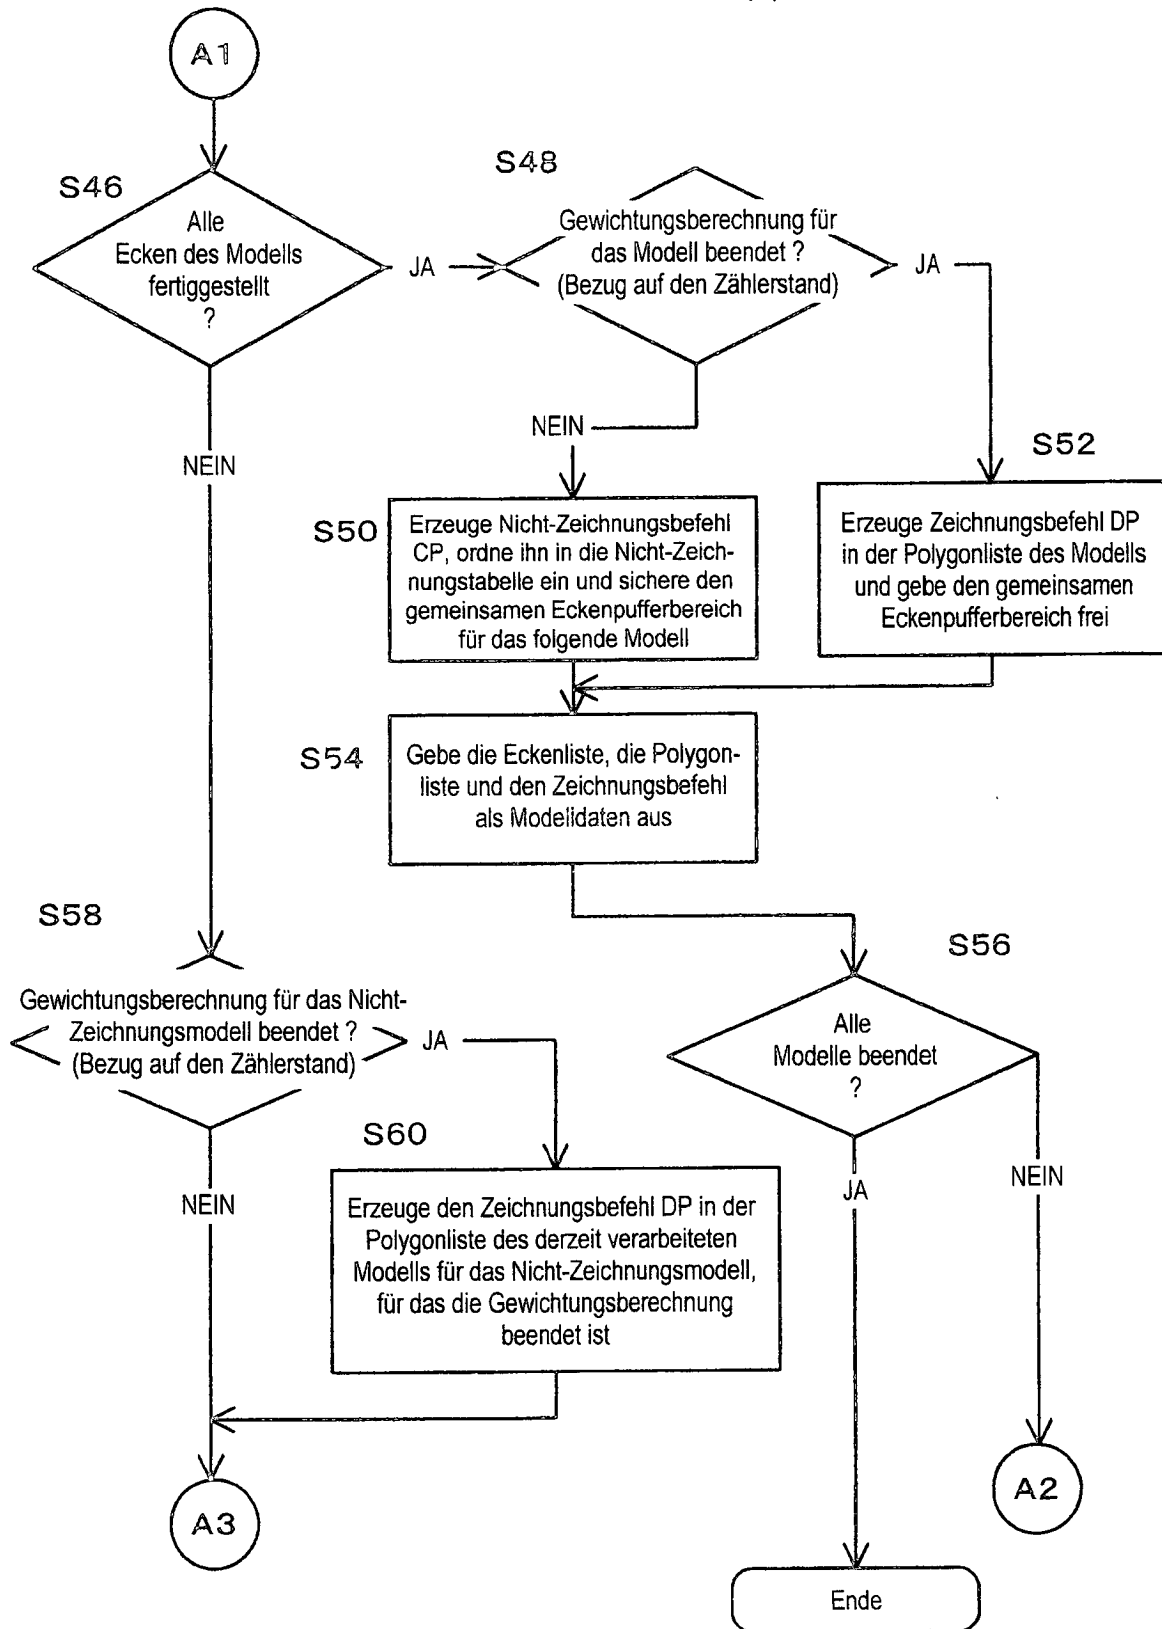 A1
S46
Alle
Ecken des Modells
fertiggestellt
?
JA
NEIN
S48
Gewichtungsberechnung für
das Modell beendet ?
(Bezug auf den Zählerstand)
JA
NEIN
S50
Erzeuge Nicht-Zeichnungsbefehl
CP, ordne ihn in die Nicht-Zeich-
nungstabelle ein und sichere den
gemeinsamen Eckenpufferbereich
für das folgende Modell
S52
Erzeuge Zeichnungsbefehl DP
in der Polygonliste des Modells
und gebe den gemeinsamen
Eckenpufferbereich frei
S54
Gebe die Eckenliste, die Polygon-
liste und den Zeichnungsbefehl
als Modelldaten aus
S58
Gewichtungsberechnung für das Nicht-
Zeichnungsmodell beendet ?
(Bezug auf den Zählerstand)
JA
NEIN
S56
Alle
Modelle beendet
?
JA
NEIN
S60
Erzeuge den Zeichnungsbefehl DP in der
Polygonliste des derzeit verarbeiteten
Modells für das Nicht-Zeichnungsmodell,
für das die Gewichtungsberechnung
beendet ist
A3
A2
Ende